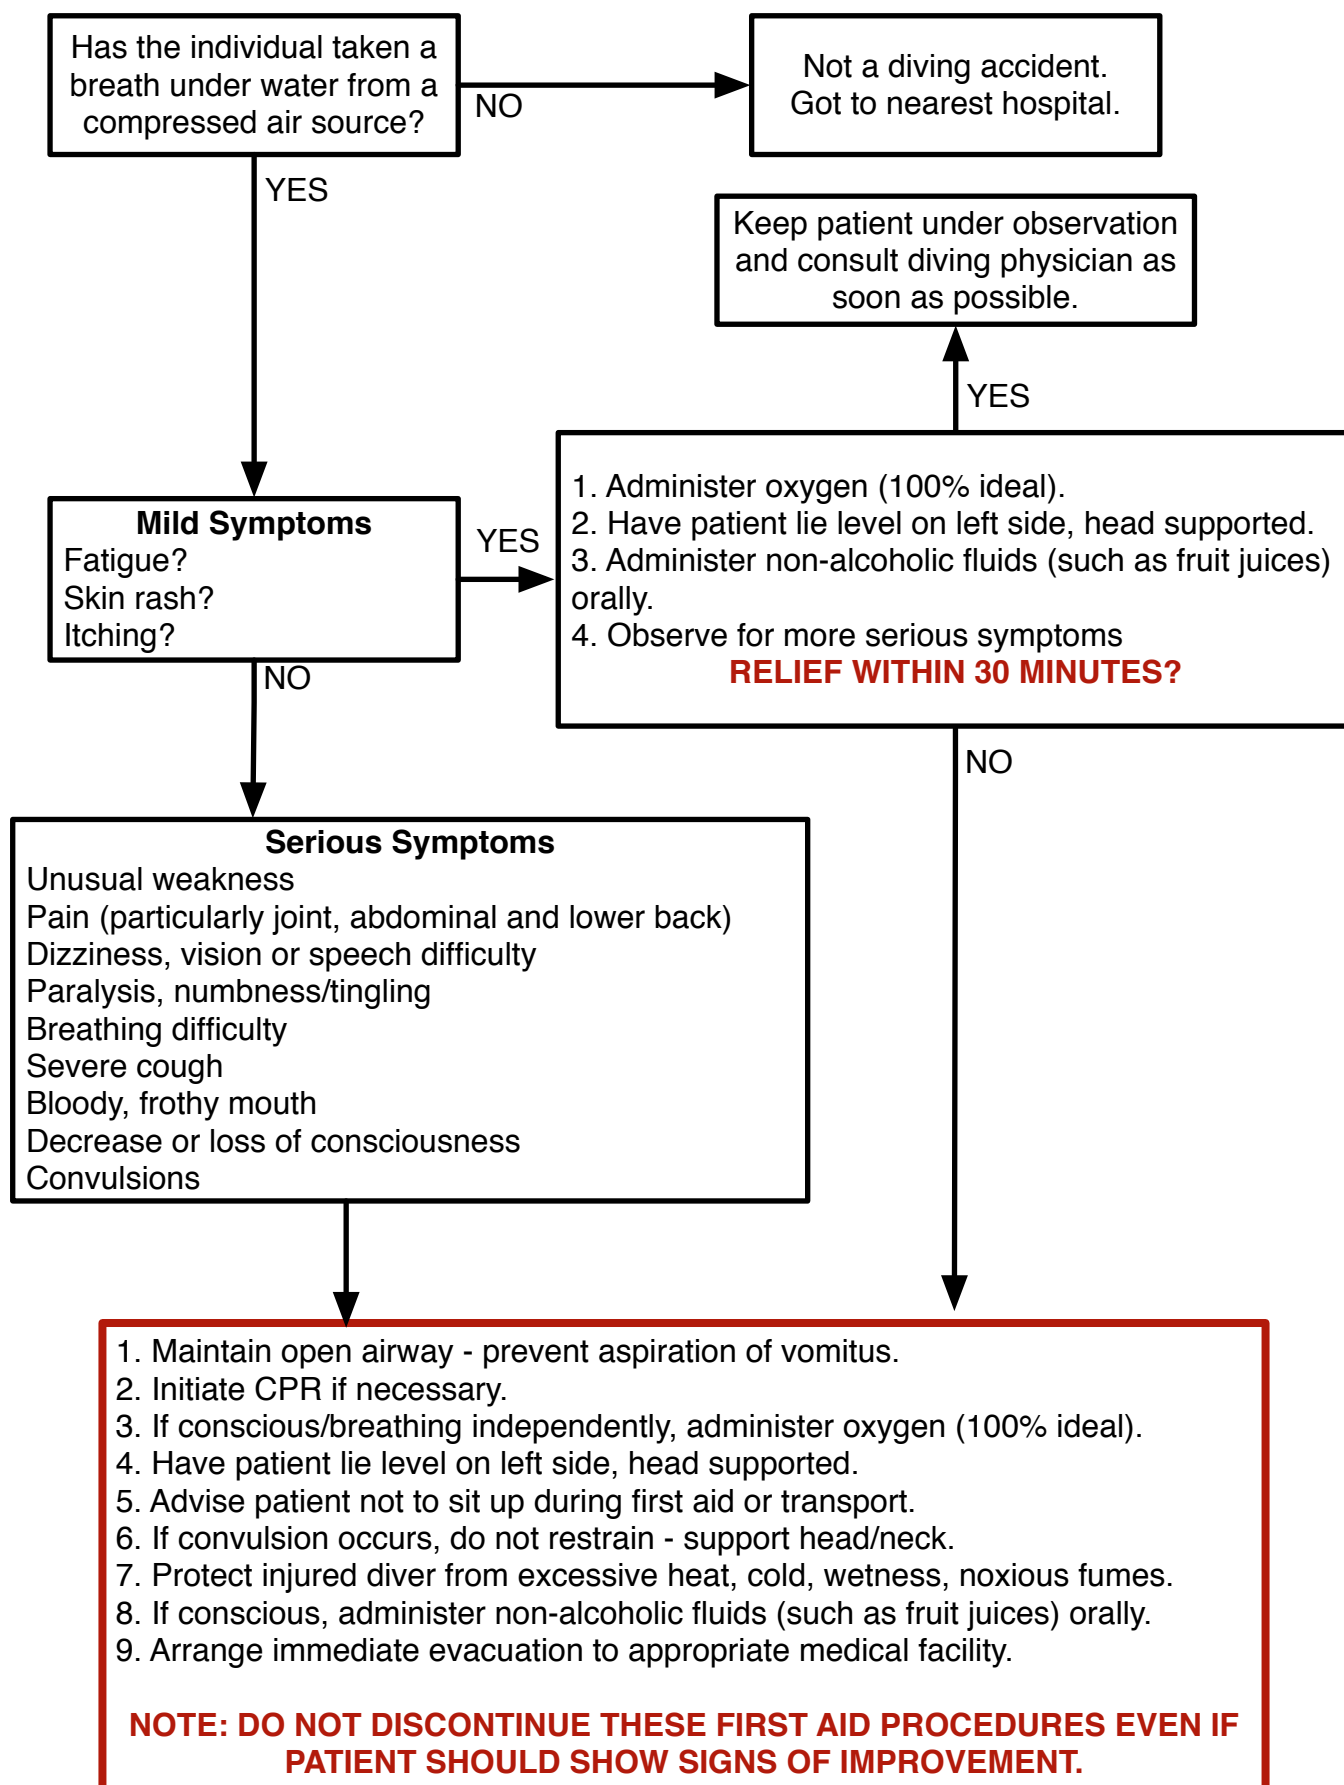 Has the individual taken a
breath under water from a
compressed air source?
NO
Not a diving accident.
Got to nearest hospital.
YES
Keep patient under observation
and consult diving physician as
soon as possible.
YES
Mild Symptoms
Fatigue?
Skin rash?
Itching?
YES
1. Administer oxygen (100% ideal).
2. Have patient lie level on left side, head supported.
3. Administer non-alcoholic fluids (such as fruit juices)
orally.
4. Observe for more serious symptoms
RELIEF WITHIN 30 MINUTES?
NO
NO
Serious Symptoms
Unusual weakness
Pain (particularly joint, abdominal and lower back)
Dizziness, vision or speech difficulty
Paralysis, numbness/tingling
Breathing difficulty
Severe cough
Bloody, frothy mouth
Decrease or loss of consciousness
Convulsions
1. Maintain open airway - prevent aspiration of vomitus.
2. Initiate CPR if necessary.
3. If conscious/breathing independently, administer oxygen (100% ideal).
4. Have patient lie level on left side, head supported.
5. Advise patient not to sit up during first aid or transport.
6. If convulsion occurs, do not restrain - support head/neck.
7. Protect injured diver from excessive heat, cold, wetness, noxious fumes.
8. If conscious, administer non-alcoholic fluids (such as fruit juices) orally.
9. Arrange immediate evacuation to appropriate medical facility.
NOTE: DO NOT DISCONTINUE THESE FIRST AID PROCEDURES EVEN IF
PATIENT SHOULD SHOW SIGNS OF IMPROVEMENT.